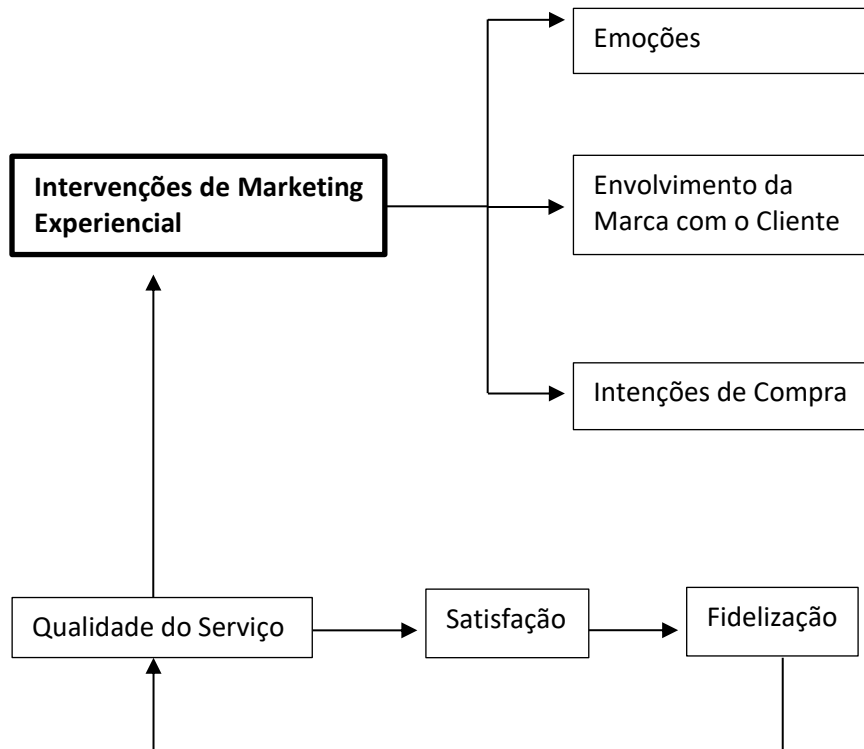 Emoções
Intervenções de Marketing
Experiencial
Envolvimento da
Marca com o Cliente
Intenções de Compra
Qualidade do Serviço
Satisfação
Fidelização